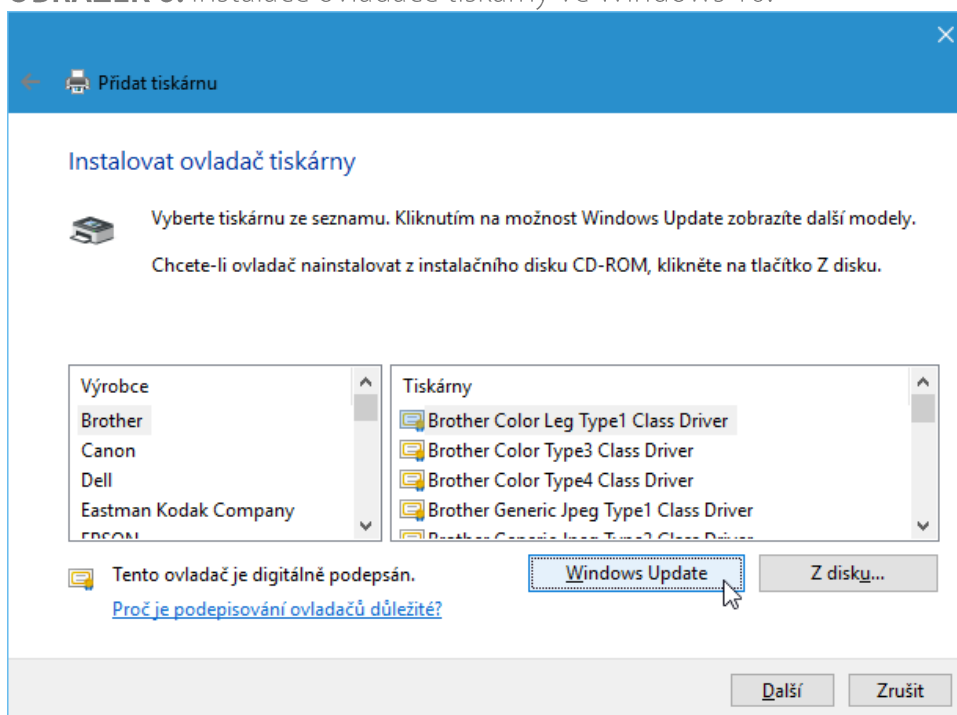 Přidat tiskárnu
Instalovat ovladač tiskárny
Vyberte tiskárnu ze seznamu. Kliknutím na možnost Windows Update zobrazíte další modely.
Chcete-li ovladač nainstalovat z instalačního disku CD-ROM, klikněte na tlačítko Z disku.
Výrobce
Brother
Canon
Dell
Eastman Kodak Company
EPSON
Tiskárny
Brother Color Leg Type1 Class Driver
Brother Color Type3 Class Driver
Brother Color Type4 Class Driver
Brother Generic Jpeg Type1 Class Driver
Tento ovladač je digitálně podepsán.
Proč je podepisování ovladačů důležité?
Windows Update
Z disku...
Další
Zrušit